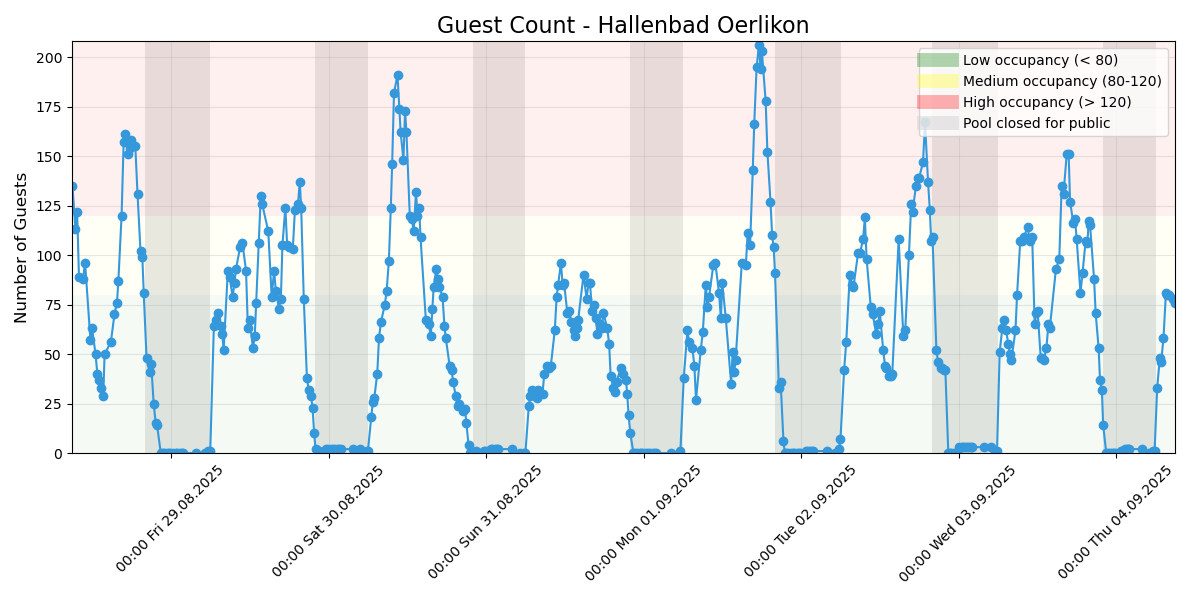 Guest Count - Hallenbad Oerlikon
Number of Guests
200
175
150
125
100
75
50
25
0
Low occupancy (< 80)
Medium occupancy (80-120)
High occupancy (> 120)
Pool closed for public
00:00 Fri 29.08.2025
00:00 Sat 30.08.2025
00:00 Sun 31.08.2025
00:00 Mon 01.09.2025
00:00 Tue 02.09.2025
00:00 Wed 03.09.2025
00:00 Thu 04.09.2025